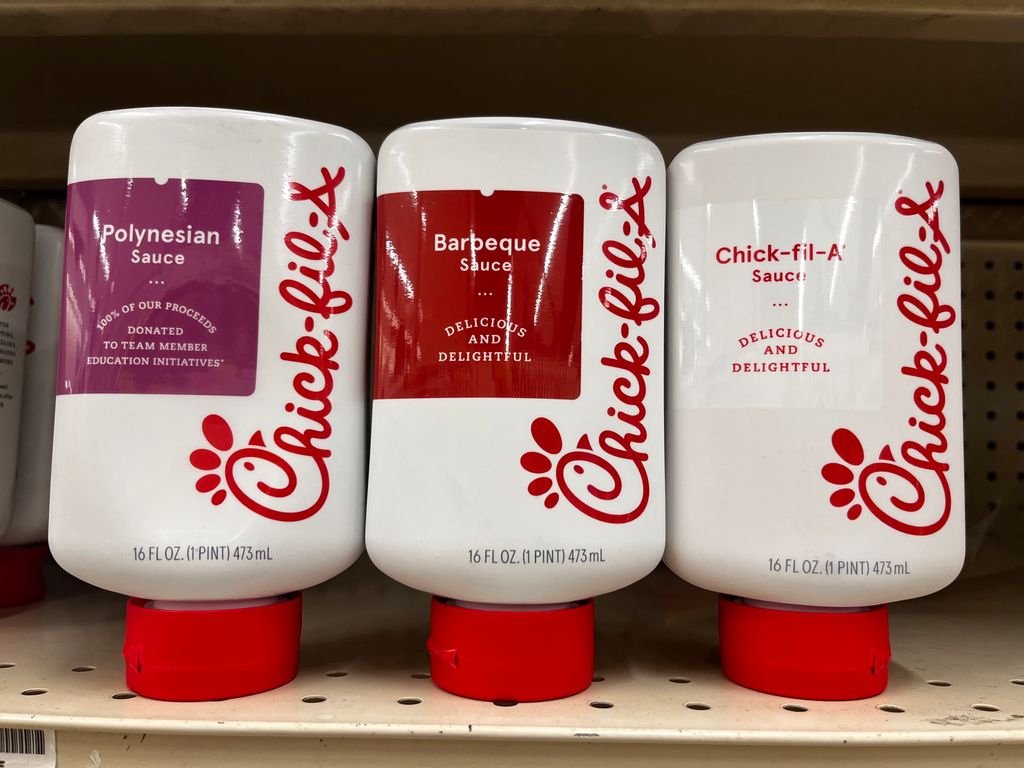 Polynesian
Sauce
...
100% OF OUR PROCEEDS
DONATED
TO TEAM MEMBER
EDUCATION INITIATIVES*
Chick-fil-A
16 FL OZ. (1 PINT) 473 mL
Barbeque
Sauce
...
DELICIOUS
AND
DELIGHTFUL
Chick-fil-A®
16 FL OZ. (1 PINT) 473 mL
Chick-fil-A®
Sauce
...
DELICIOUS
AND
DELIGHTFUL
Chick-fil-A®
16 FL OZ. (1 PINT) 473 mL